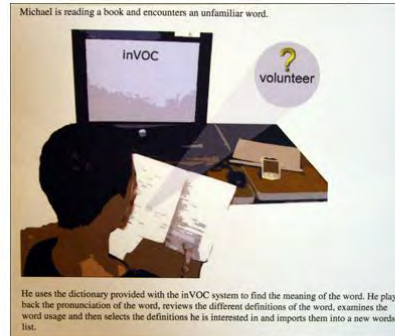 Michael is reading a book and encounters an unfamiliar word.
inVOC
?
volunteer
He uses the dictionary provided with the inVOC system to find the meaning of the word. He play
back the pronunciation of the word, reviews the different definitions of the word, examines the
word usage and then selects the definitions he is interested in and imports them into a new words
list.